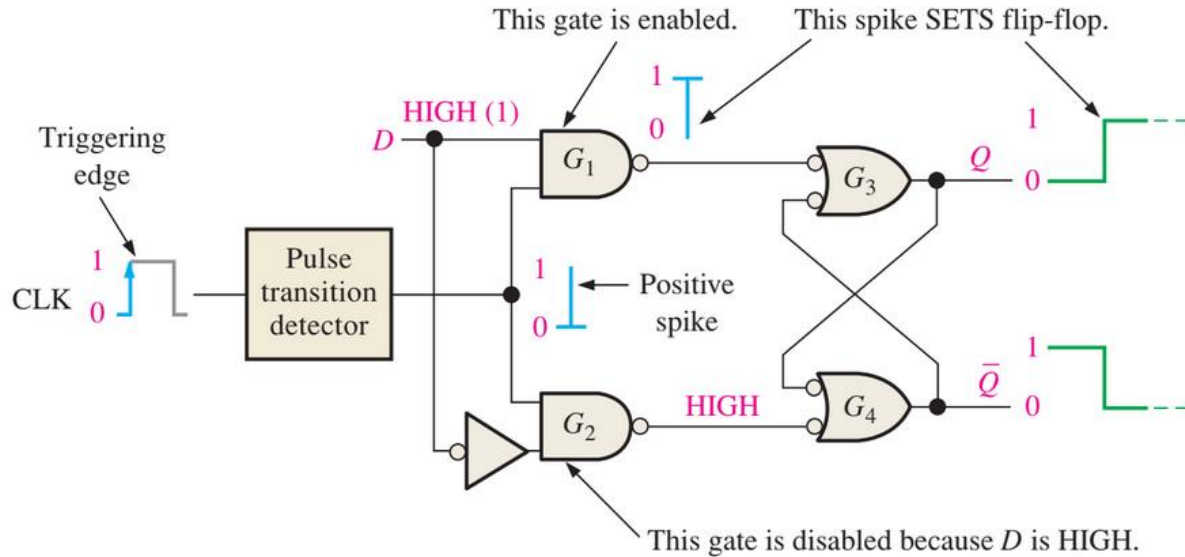 This gate is enabled.
This spike SETS flip-flop.
1
0
HIGH (1)
D
G1
Triggering
edge
1
0
CLK
Pulse
transition
detector
1
0
Positive
spike
G3
Q
1
0
G2
HIGH
G4
Q̅
1
0
This gate is disabled because D is HIGH.